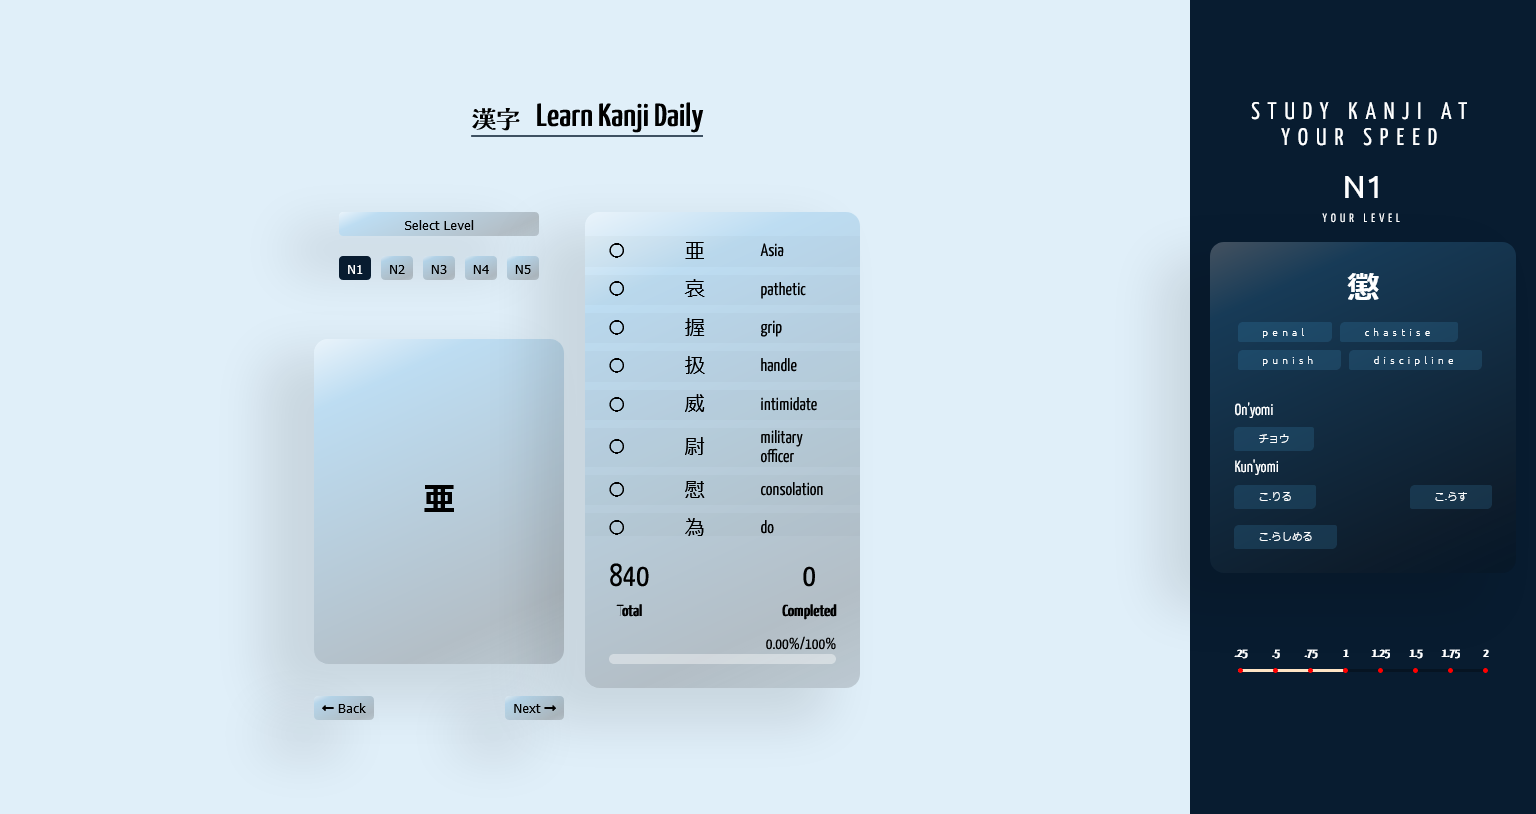 漢字 Learn Kanji Daily
Select Level
N1 N2 N3 N4 N5
亜
← Back Next →
亜 Asia
哀 pathetic
握 grip
扱 handle
威 intimidate
尉 military
officer
慰 consolation
為 do
840 0
Total Completed
0.00%/100%
STUDY KANJI AT
YOUR SPEED
N1
YOUR LEVEL
懲
penal chastise
punish discipline
On'yomi
チョウ
Kun'yomi
こ.りる こ.らす
こ.らしめる
.25 .5 .75 1 1.25 1.5 1.75 2